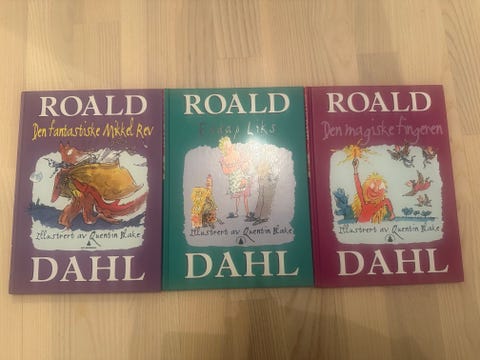 ROALD
Den fantastiske Mikkel Rev
Illustrert av Quentin Blake
DAHL
ROALD
Liks
Illustrert av Quentin Blake
DAHL
ROALD
Den magiske fingeren
Illustrert av Quentin Blake
DAHL